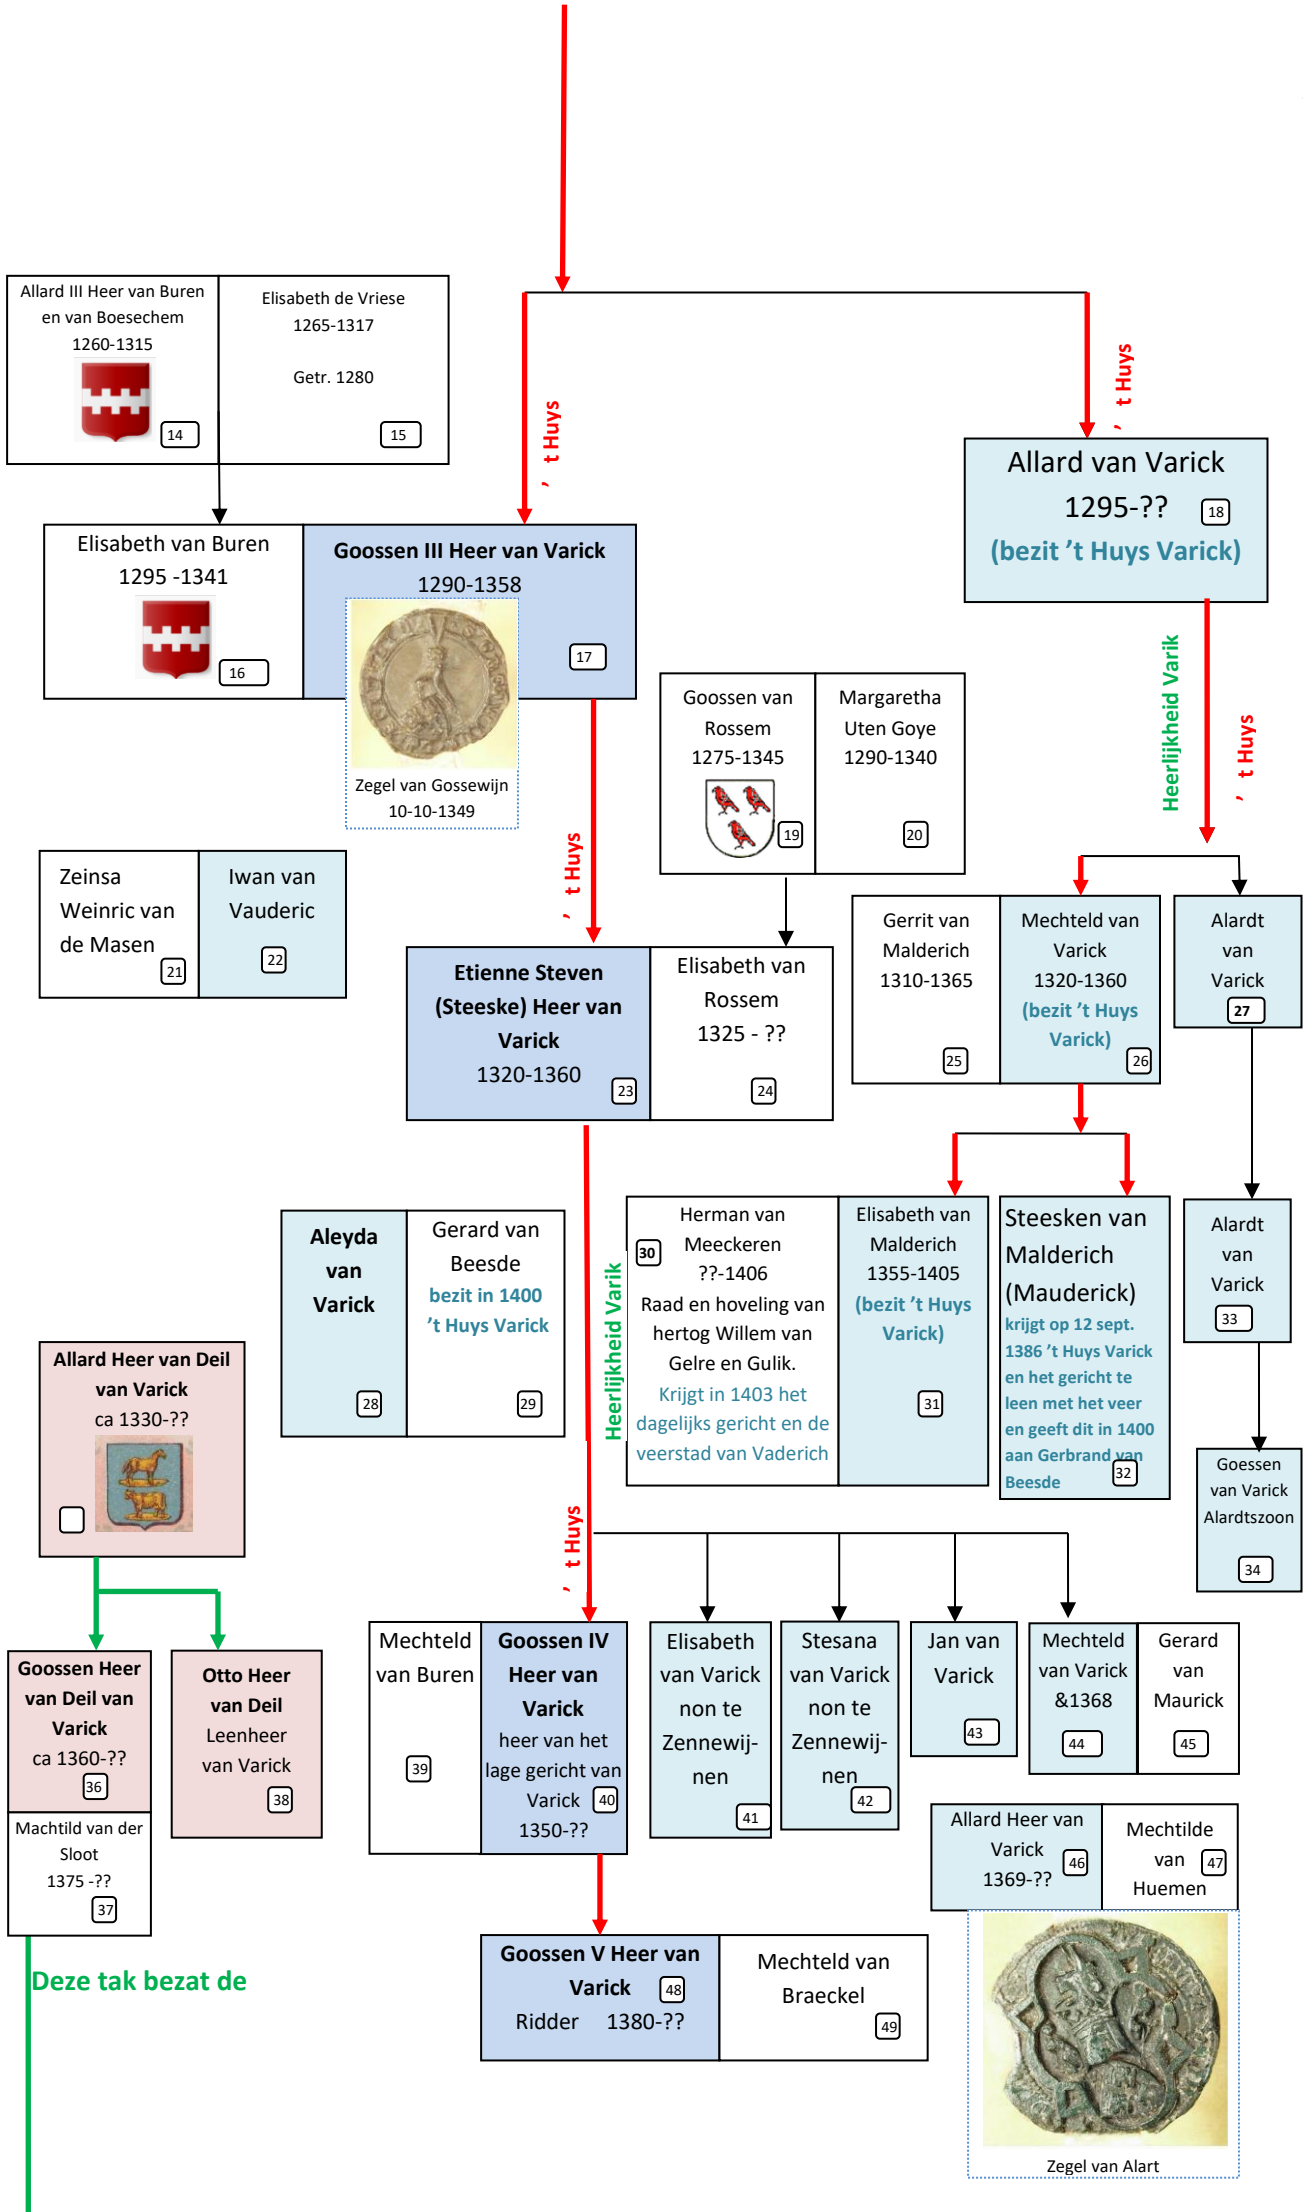 Allard III Heer van Buren
en van Boesechem
1260-1315
14
Elisabeth de Vriese
1265-1317
Getr. 1280
15
’ t Huys
’ t Huys
Allard van Varick
1295-??
18
(bezit ’t Huys Varick)
Elisabeth van Buren
1295 -1341
16
Goossen III Heer van Varick
1290-1358
17
Zegel van Gossewijn
10-10-1349
Heerlijkheid Varik
’ t Huys
Goossen van
Rossem
1275-1345
19
Margaretha
Uten Goye
1290-1340
20
’ t Huys
Zeinsa
Weinric van
de Masen
21
Iwan van
Vauderic
22
Etienne Steven
(Steeske) Heer van
Varick
1320-1360
23
Elisabeth van
Rossem
1325 - ??
24
Gerrit van
Malderich
1310-1365
25
Mechteld van
Varick
1320-1360
(bezit ’t Huys
Varick)
26
Alardt
van
Varick
27
Aleyda
van
Varick
28
Gerard van
Beesde
bezit in 1400
’t Huys Varick
29
Heerlijkheid Varik
Herman van
Meeckeren
30
??-1406
Raad en hoveling van
hertog Willem van
Gelre en Gulik.
Krijgt in 1403 het
dagelijks gericht en de
veerstad van Vaderich
Elisabeth van
Malderich
1355-1405
(bezit ’t Huys
Varick)
31
Steesken van
Malderich
(Mauderick)
krijgt op 12 sept.
1386 ’t Huys Varick
en het gericht te
leen met het veer
en geeft dit in 1400
aan Gerbrand van
Beesde
32
Alardt
van
Varick
33
Goessen
van Varick
Alardtszoon
34
Allard Heer van Deil
van Varick
ca 1330-??
’ t Huys
Goossen Heer
van Deil van
Varick
ca 1360-??
36
Machtild van der
Sloot
1375 -??
37
Otto Heer
van Deil
Leenheer
van Varick
38
Mechteld
van Buren
39
Goossen IV
Heer van
Varick
heer van het
lage gericht van
Varick
40
1350-??
Elisabeth
van Varick
non te
Zennewij-
nen
41
Stesana
van Varick
non te
Zennewij-
nen
42
Jan van
Varick
43
Mechteld
van Varick
&1368
44
Gerard
van
Maurick
45
Allard Heer van
Varick
46
1369-??
Mechtilde
van
47
Huemen
Goossen V Heer van
Varick
48
Ridder 1380-??
Mechteld van
Braeckel
49
Deze tak bezat de
Zegel van Alart